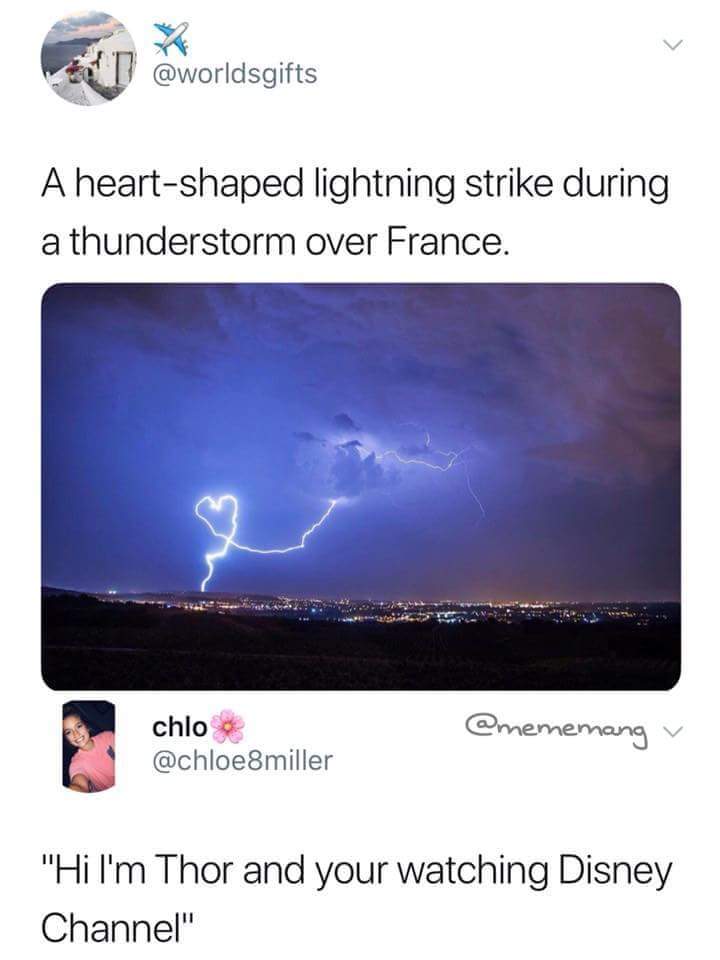 @worldsgifts
A heart-shaped lightning strike during
a thunderstorm over France.
chlo🌸
@mememang
@chloe8miller
"Hi I'm Thor and your watching Disney
Channel"